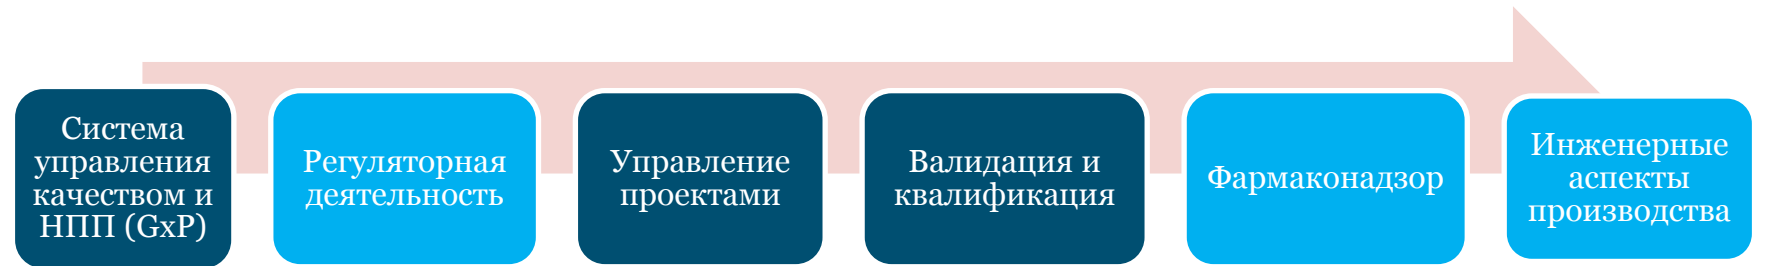 Система
управления
качеством и
НПП (GxP)
Регуляторная
деятельность
Управление
проектами
Валидация и
квалификация
Фармаконадзор
Инженерные
аспекты
производства